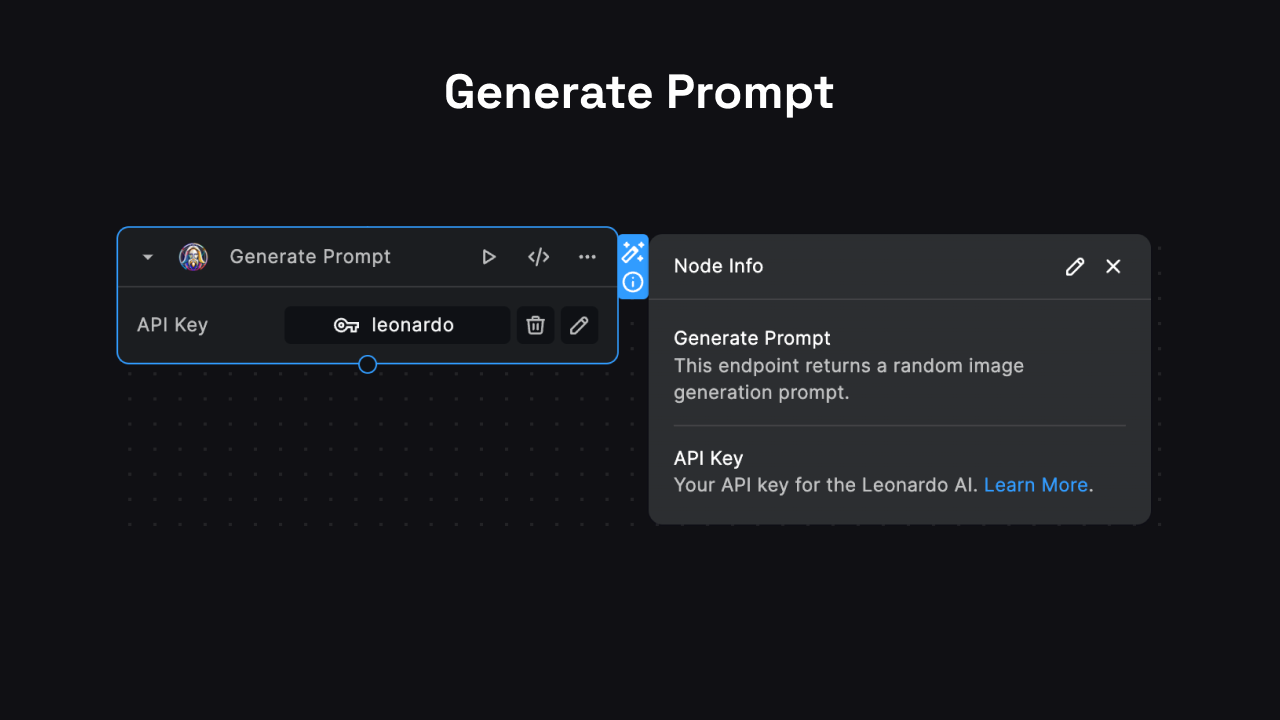 Generate Prompt
Generate Prompt
API Key
leonardo
Node Info
Generate Prompt
This endpoint returns a random image
generation prompt.
API Key
Your API key for the Leonardo AI. Learn More.